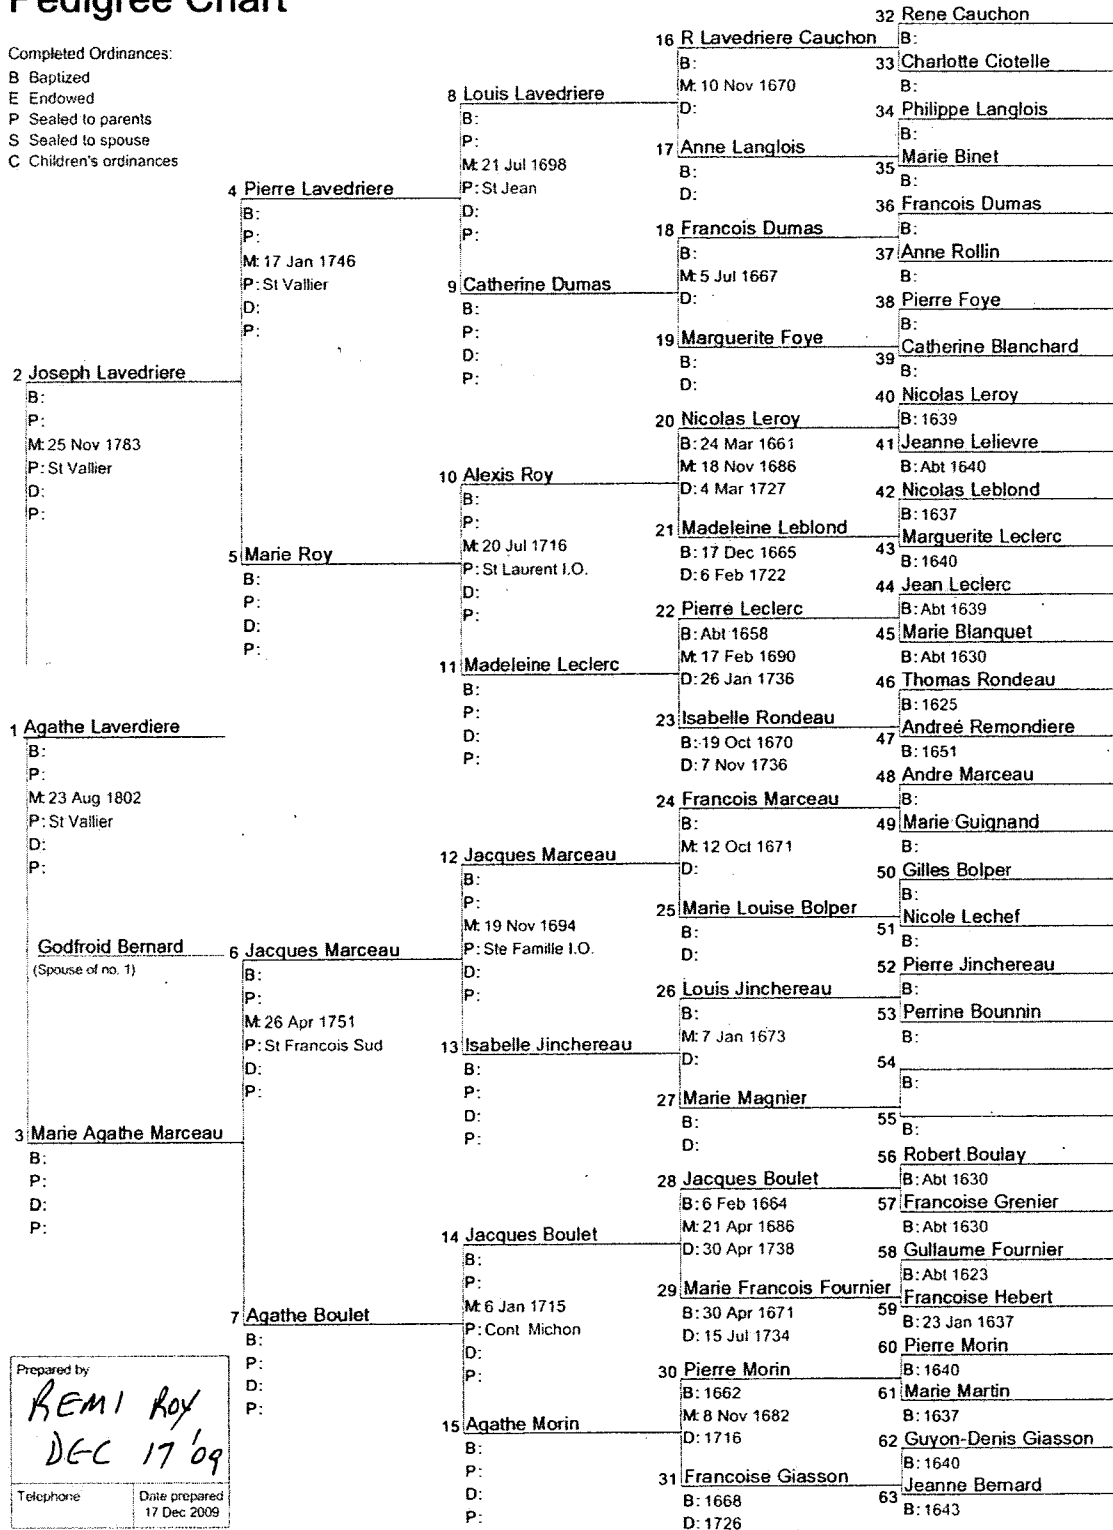 Pedigree Chart
Completed Ordinances:
B Baptized
E Endowed
P Sealed to parents
S Sealed to spouse
C Children's ordinances
1 Agathe Laverdiere
B:
P:
M: 23 Aug 1802
P: St Vallier
D:
P:
Godfroid Bernard
(Spouse of no. 1)
2 Joseph Lavedriere
B:
P:
M: 25 Nov 1783
P: St Vallier
D:
P:
3 Marie Agathe Marceau
B:
P:
D:
P:
4 Pierre Lavedriere
B:
P:
M: 17 Jan 1746
P: St Vallier
D:
P:
5 Marie Roy
B:
P:
D:
P:
6 Jacques Marceau
B:
P:
M: 26 Apr 1751
P: St Francois Sud
D:
P:
7 Agathe Boulet
B:
P:
D:
P:
8 Louis Lavedriere
B:
P:
M: 21 Jul 1698
P: St Jean
D:
P:
9 Catherine Dumas
B:
P:
D:
P:
10 Alexis Roy
B:
P:
M: 20 Jul 1716
P: St Laurent I.O.
D:
P:
11 Madeleine Leclerc
B:
P:
D:
P:
12 Jacques Marceau
B:
P:
M: 19 Nov 1694
P: Ste Famille I.O.
D:
P:
13 Isabelle Jinchereau
B:
P:
D:
P:
14 Jacques Boulet
B:
P:
M: 6 Jan 1715
P: Cont Michon
D:
P:
15 Agathe Morin
B:
P:
D:
P:
16 R Lavedriere Cauchon
B:
M: 10 Nov 1670
D:
17 Anne Langlois
B:
D:
18 Francois Dumas
B:
M: 5 Jul 1667
D:
19 Marguerite Foye
B:
D:
20 Nicolas Leroy
B: 24 Mar 1661
M: 18 Nov 1686
D: 4 Mar 1727
21 Madeleine Leblond
B: 17 Dec 1665
D: 6 Feb 1722
22 Pierre Leclerc
B: Abt 1658
M: 17 Feb 1690
D: 26 Jan 1736
23 Isabelle Rondeau
B: 19 Oct 1670
D: 7 Nov 1736
24 Francois Marceau
B:
M: 12 Oct 1671
D:
25 Marie Louise Bolper
B:
D:
26 Louis Jinchereau
B:
M: 7 Jan 1673
D:
27 Marie Magnier
B:
D:
28 Jacques Boulet
B: 6 Feb 1664
M: 21 Apr 1686
D: 30 Apr 1738
29 Marie Francois Fournier
B: 30 Apr 1671
D: 15 Jul 1734
30 Pierre Morin
B: 1662
M: 8 Nov 1682
D: 1716
31 Francoise Giasson
B: 1668
D: 1726
32 Rene Cauchon
B:
33 Charlotte Ciotelle
B:
34 Philippe Langlois
B:
35 Marie Binet
B:
36 Francois Dumas
B:
37 Anne Rollin
B:
38 Pierre Foye
B:
39 Catherine Blanchard
B:
40 Nicolas Leroy
B: 1639
41 Jeanne Lelievre
B: Abt 1640
42 Nicolas Leblond
B: 1637
43 Marguerite Leclerc
B: 1640
44 Jean Leclerc
B: Abt 1639
45 Marie Blanquet
B: Abt 1630
46 Thomas Rondeau
B: 1625
47 Andreé Remondiere
B: 1651
48 Andre Marceau
B:
49 Marie Guignand
B:
50 Gilles Bolper
B:
51 Nicole Lechef
B:
52 Pierre Jinchereau
B:
53 Perrine Bounnin
B:
54
B:
55
B:
56 Robert Boulay
B: Abt 1630
57 Francoise Grenier
B: Abt 1630
58 Gullaume Fournier
B: Abt 1623
59 Francoise Hebert
B: 23 Jan 1637
60 Pierre Morin
B: 1640
61 Marie Martin
B: 1637
62 Guyon-Denis Giasson
B: 1640
63 Jeanne Bernard
B: 1643
Prepared by
REMI ROY
DEC 17 '09
Telephone
Date prepared
17 Dec 2009